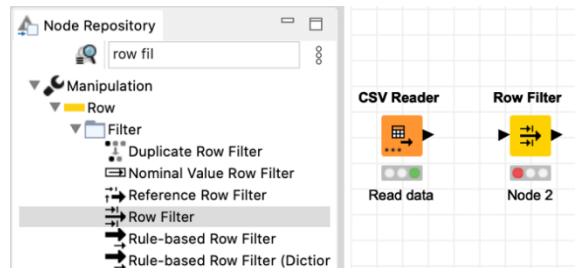 Node Repository
row fil
Manipulation
Row
Filter
Duplicate Row Filter
Nominal Value Row Filter
Reference Row Filter
Row Filter
Rule-based Row Filter
Rule-based Row Filter (Diction
CSV Reader
Row Filter
Read data
Node 2